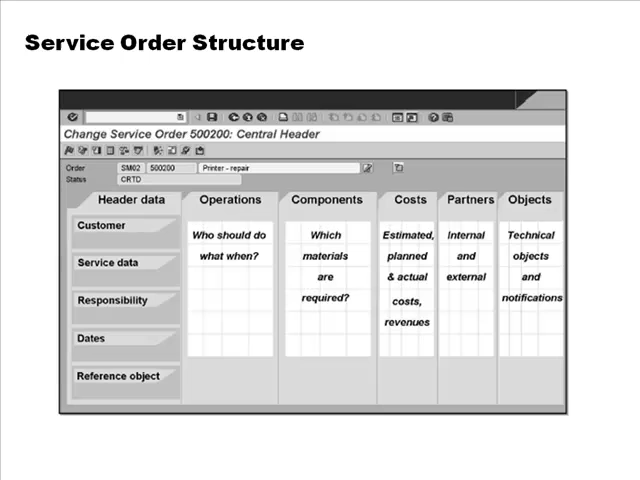 Service Order Structure
Change Service Order 500200: Central Header
Order SM02 500200 Printer - repair
Status CRTD
Header data Operations Components Costs Partners Objects
Customer
Service data
Responsibility
Dates
Reference object
Who should do
what when?
Which
materials
are
required?
Estimated,
planned
& actual
costs,
revenues
Internal
and
external
Technical
objects
and
notifications